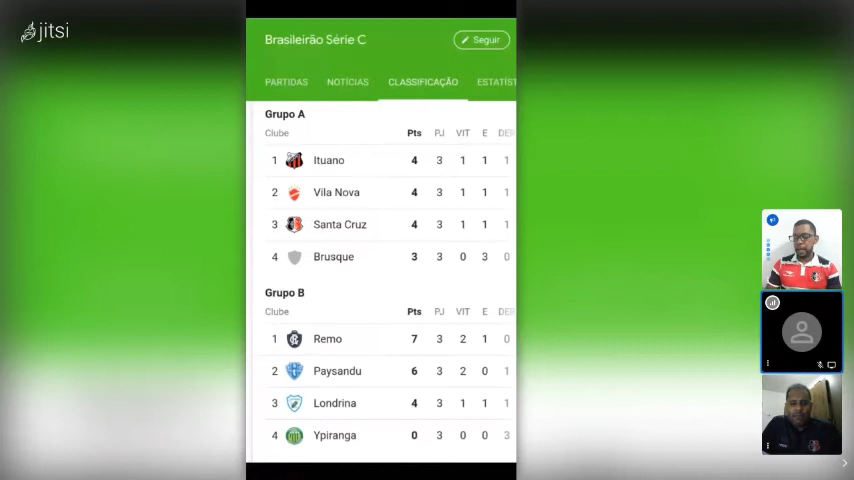 jitsi
Brasileirão Série C
Seguir
PARTIDAS NOTÍCIAS CLASSIFICAÇÃO ESTATÍST
Grupo A
Clube Pts PJ VIT E DER
1 Ituano 4 3 1 1 1
2 Vila Nova 4 3 1 1 1
3 Santa Cruz 4 3 1 1 1
4 Brusque 3 3 0 3 0
Grupo B
Clube Pts PJ VIT E DER
1 Remo 7 3 2 1 0
2 Paysandu 6 3 2 0 1
3 Londrina 4 3 1 1 1
4 Ypiranga 0 3 0 0 3